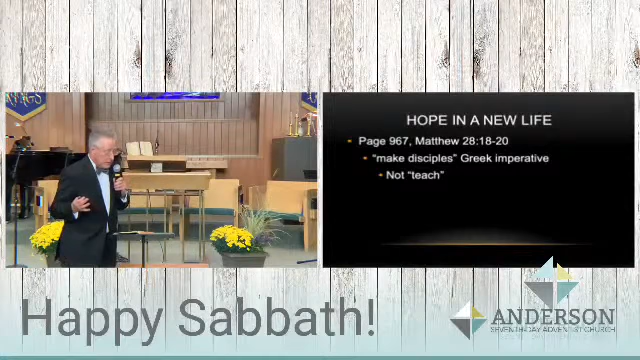 INGS
HOPE IN A NEW LIFE
Page 967, Matthew 28:18-20
"make disciples" Greek imperative
Not "teach"
Happy Sabbath!
ANDERSON
SEVENTH-DAY ADVENTIST CHURCH